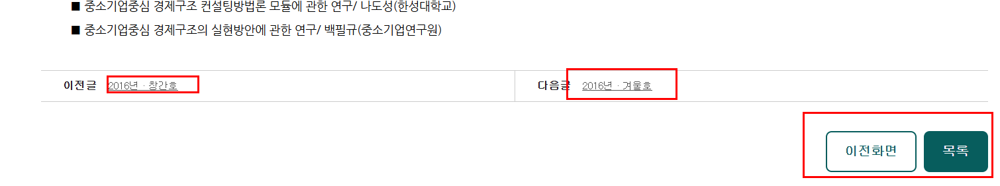 ■ 중소기업중심 경제구조 컨설팅방법론 모듈에 관한 연구/ 나도성(한성대학교)
■ 중소기업중심 경제구조의 실현방안에 관한 연구/ 백필규(중소기업연구원)
이전글 2016년 · 창간호 다음글 2016년 · 겨울호
이전화면 목록